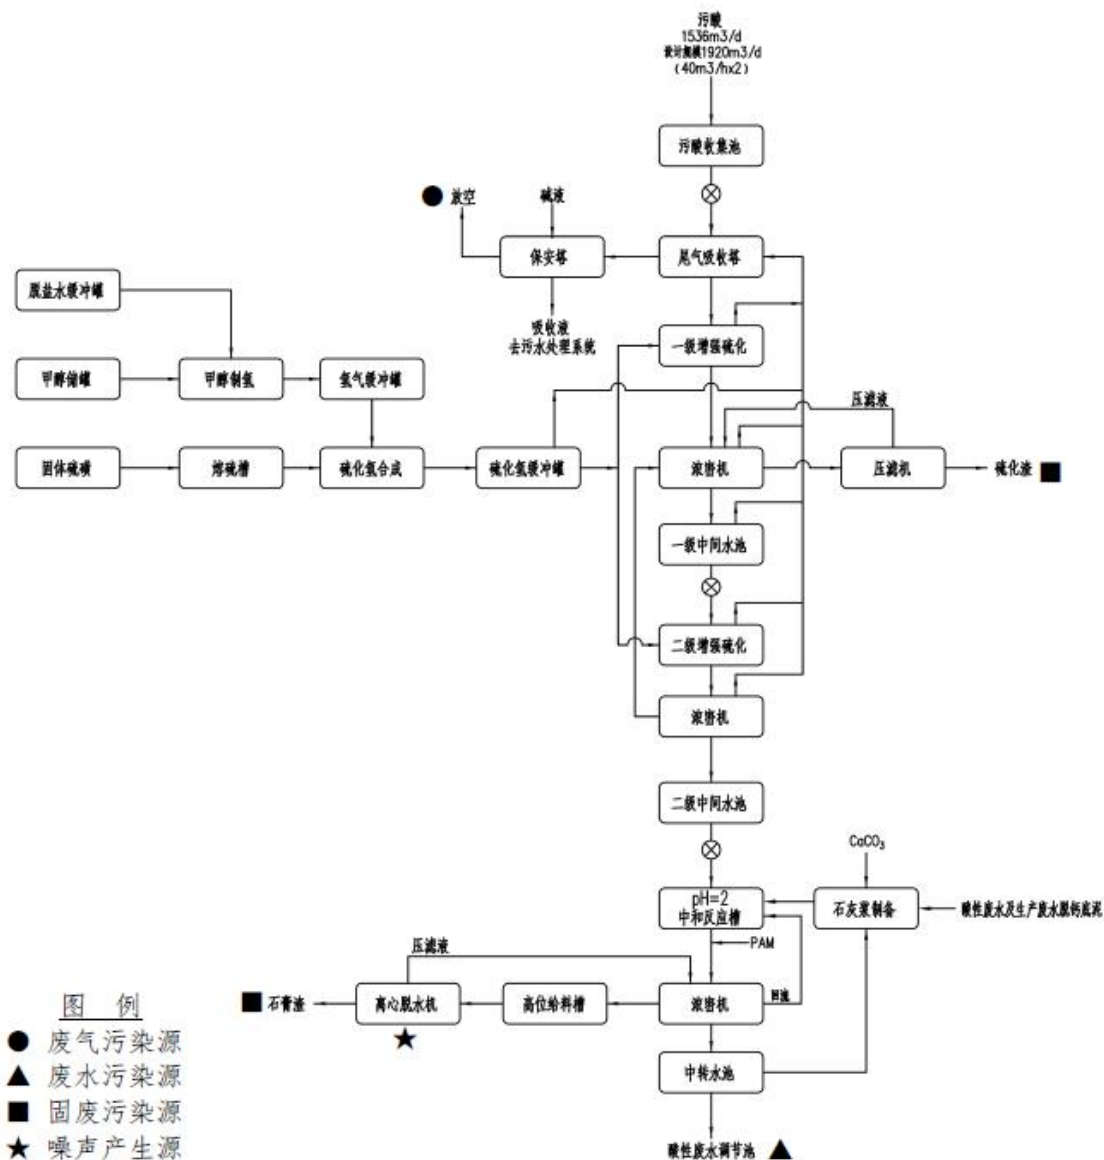 污酸
1536m3/d
设计规模1920m3/d
(40m3/hx2)
污酸收集池
放空
碱液
保安塔
尾气吸收塔
脱盐水缓冲罐
吸收液
去污水处理系统
一级增强硫化
甲醇储罐
甲醇制氢
氢气缓冲罐
压滤液
固体硫磺
熔硫槽
硫化氢合成
硫化氢缓冲罐
浓密机
压滤机
硫化渣
一级中间水池
二级增强硫化
浓密机
二级中间水池
CaCO₃
pH=2
中和反应槽
石灰浆制备
酸性废水及生产废水脱钙底泥
压滤液
PAM
石膏渣
离心脱水机
高位给料槽
浓密机
回流
中转水池
酸性废水调节池
图 例
废气污染源
废水污染源
固废污染源
噪声产生源